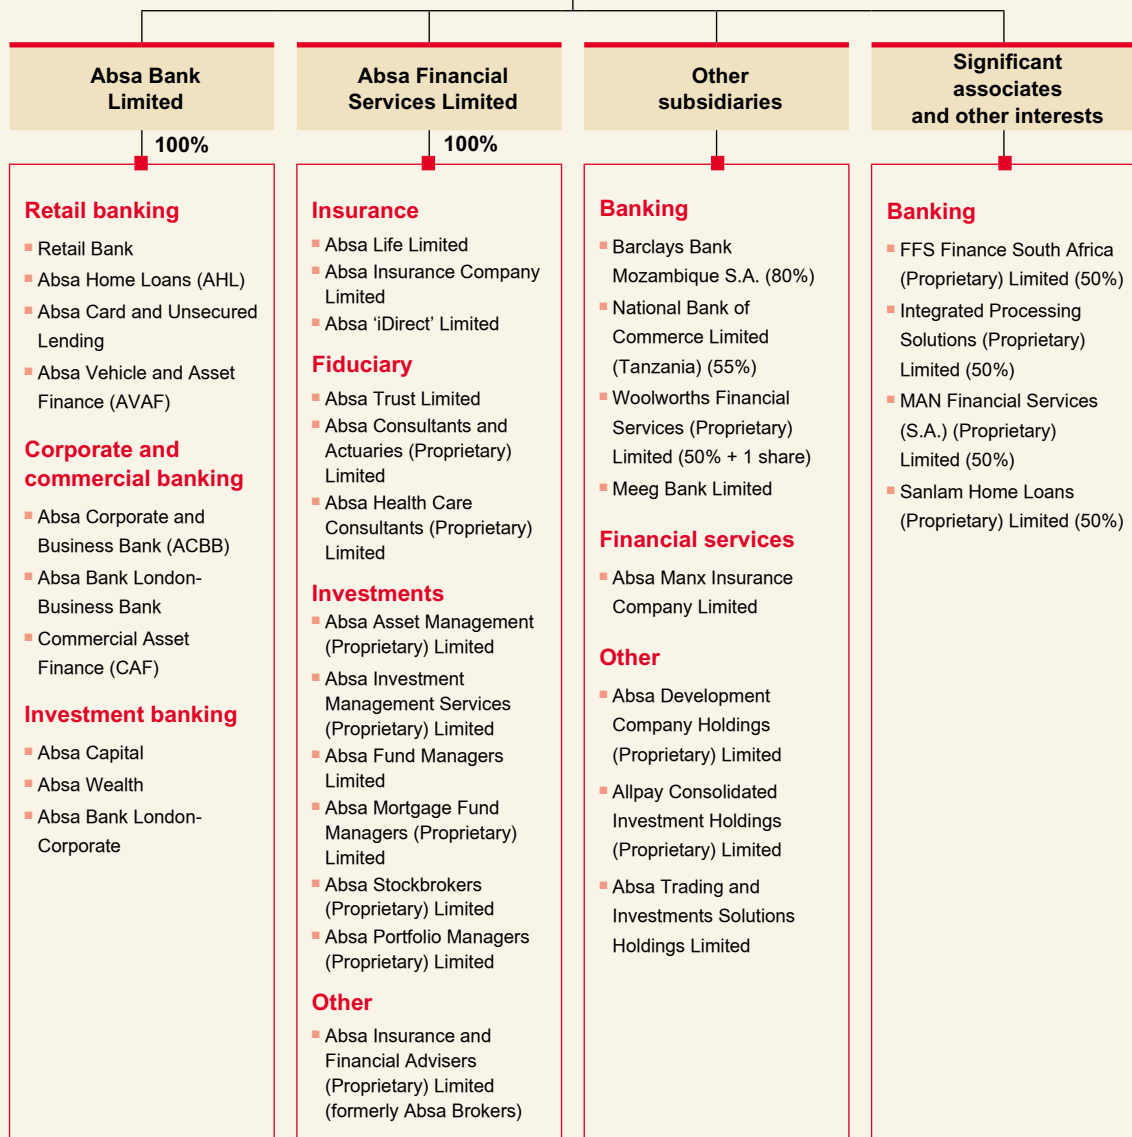 Absa Bank
Limited
100%
Retail banking
Retail Bank
Absa Home Loans (AHL)
Absa Card and Unsecured
Lending
Absa Vehicle and Asset
Finance (AVAF)
Corporate and
commercial banking
Absa Corporate and
Business Bank (ACBB)
Absa Bank London-
Business Bank
Commercial Asset
Finance (CAF)
Investment banking
Absa Capital
Absa Wealth
Absa Bank London-
Corporate
Absa Financial
Services Limited
100%
Insurance
Absa Life Limited
Absa Insurance Company
Limited
Absa ‘iDirect’ Limited
Fiduciary
Absa Trust Limited
Absa Consultants and
Actuaries (Proprietary)
Limited
Absa Health Care
Consultants (Proprietary)
Limited
Investments
Absa Asset Management
(Proprietary) Limited
Absa Investment
Management Services
(Proprietary) Limited
Absa Fund Managers
Limited
Absa Mortgage Fund
Managers (Proprietary)
Limited
Absa Stockbrokers
(Proprietary) Limited
Absa Portfolio Managers
(Proprietary) Limited
Other
Absa Insurance and
Financial Advisers
(Proprietary) Limited
(formerly Absa Brokers)
Other
subsidiaries
Banking
Barclays Bank
Mozambique S.A. (80%)
National Bank of
Commerce Limited
(Tanzania) (55%)
Woolworths Financial
Services (Proprietary)
Limited (50% + 1 share)
Meeg Bank Limited
Financial services
Absa Manx Insurance
Company Limited
Other
Absa Development
Company Holdings
(Proprietary) Limited
Allpay Consolidated
Investment Holdings
(Proprietary) Limited
Absa Trading and
Investments Solutions
Holdings Limited
Significant
associates
and other interests
Banking
FFS Finance South Africa
(Proprietary) Limited (50%)
Integrated Processing
Solutions (Proprietary)
Limited (50%)
MAN Financial Services
(S.A.) (Proprietary)
Limited (50%)
Sanlam Home Loans
(Proprietary) Limited (50%)